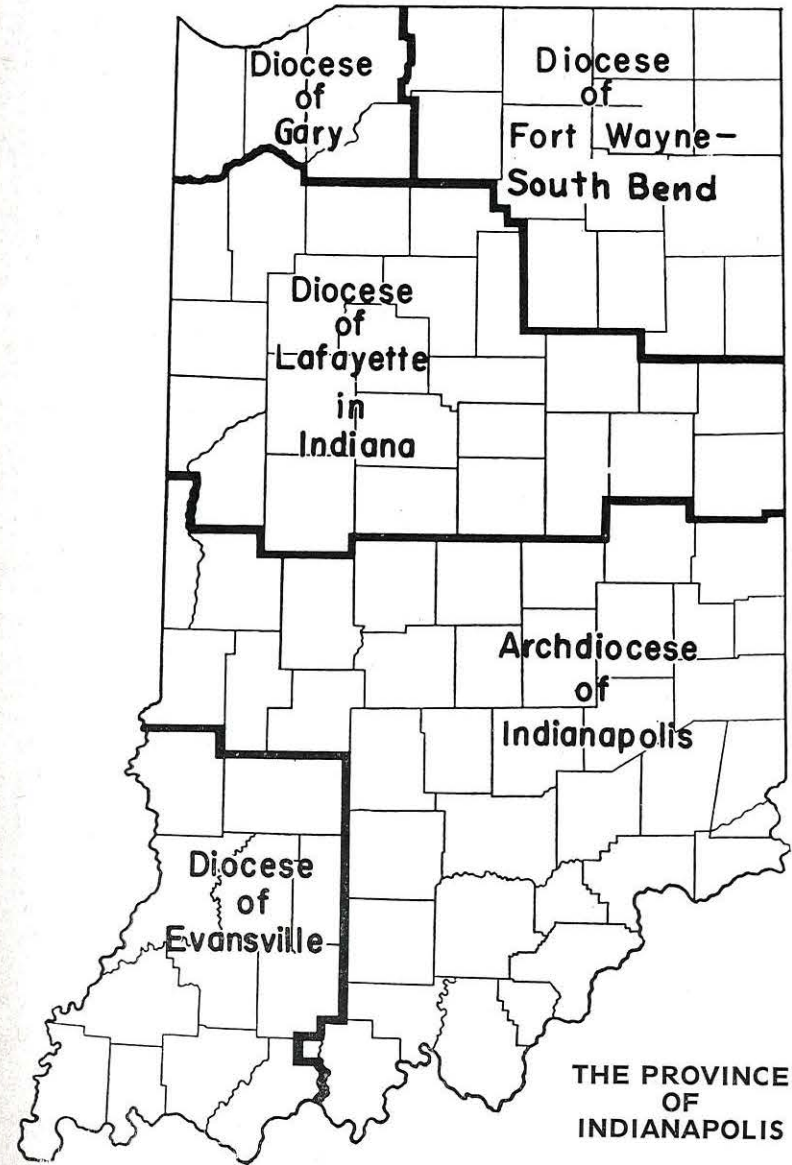 Diocese
of
Gary
Diocese
of
Fort Wayne-
South Bend
Diocese
of
Lafayette
in
Indiana
Archdiocese
of
Indianapolis
Diocese
of
Evansville
THE PROVINCE
OF
INDIANAPOLIS